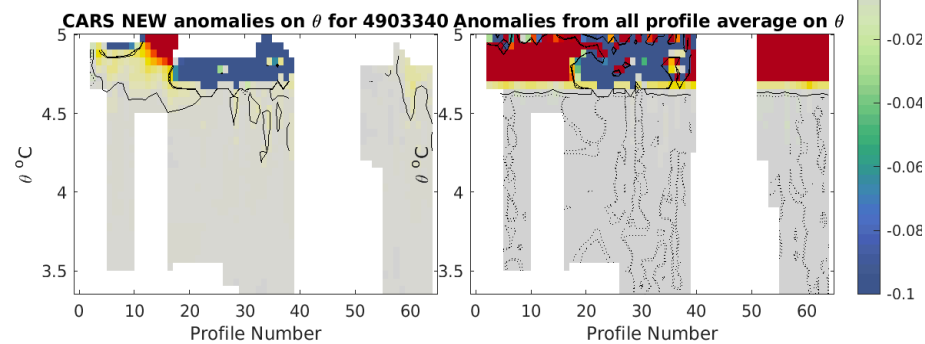 CARS NEW anomalies on θ for 4903340 Anomalies from all profile average on θ
5
4.5
4
3.5
θ °C
0 10 20 30 40 50 60
Profile Number
5
4.5
4
3.5
θ °C
0 10 20 30 40 50 60
Profile Number
-0.02
-0.04
-0.06
-0.08
-0.1